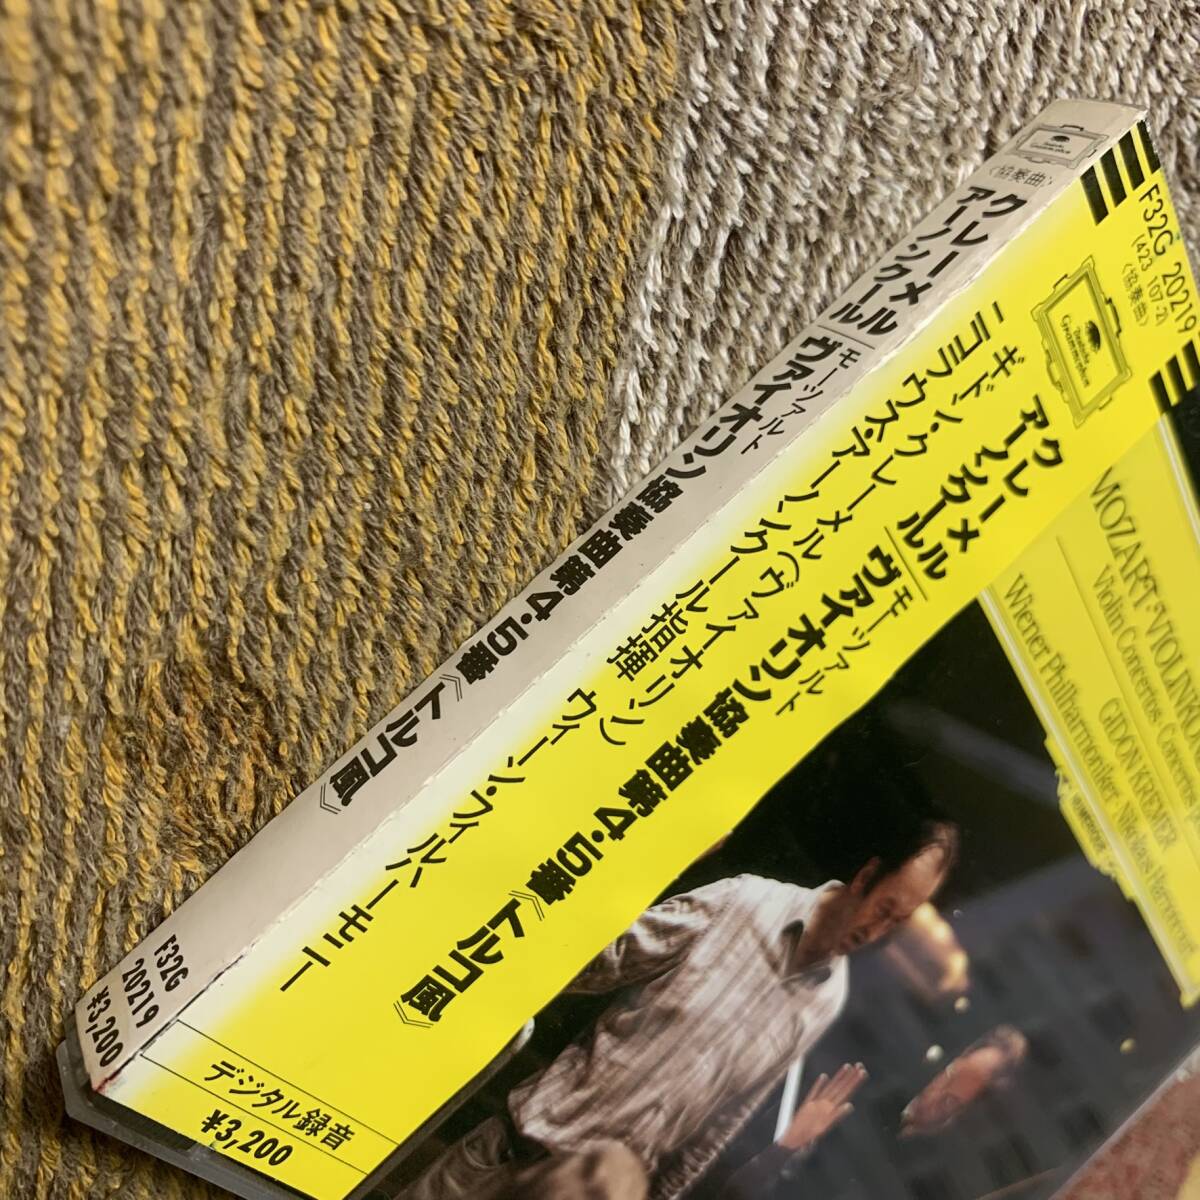 Deutsche Grammophon
〈協奏曲〉
クレーメル
アーノンクール
モーツァルト
ヴァイオリン協奏曲第4・5番《トルコ風》
F32G
20219
¥3,200
F32G 20219
(423 107-2)
〈協奏曲〉
Deutsche
Grammophon
クレーメル
アーノンクール
モーツァルト
ヴァイオリン協奏曲第4・5番《トルコ風》
ギドン・クレーメル(ヴァイオリン)
ニコラウス・アーノンクール指揮
ウィーン・フィルハーモニー
デジタル録音
¥3,200
MOZART · VIOLINKO
Violin Concertos · Concertos
GIDON KREMER
Wiener Philharmoniker · Nikolaus Harnoncourt